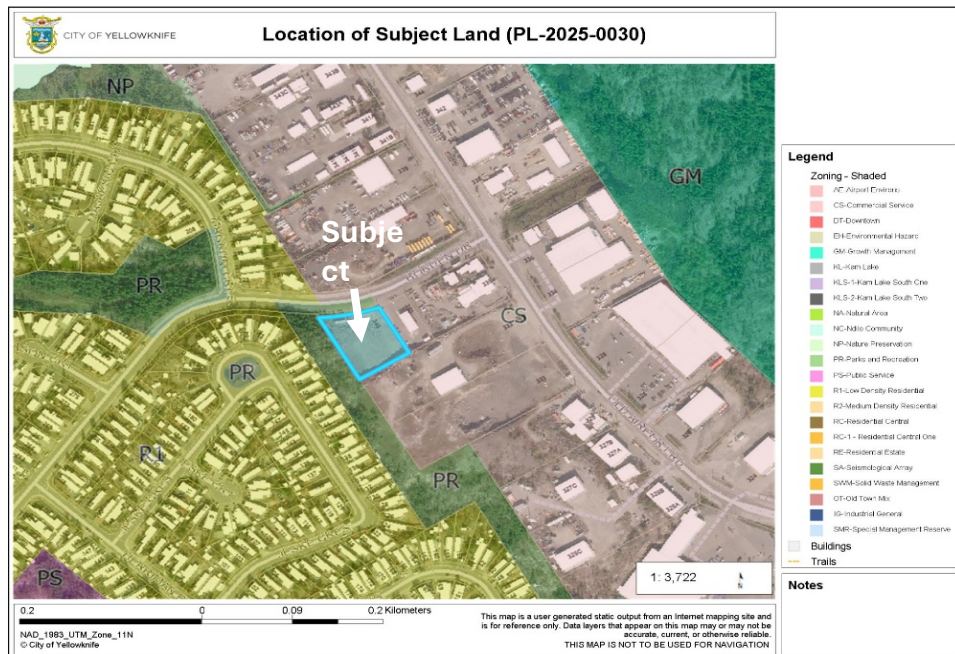 CITY OF YELLOWKNIFE
Location of Subject Land (PL-2025-0030)
NP
GM
Subje
ct
PR
CS
PR
R1
PR
PS
1: 3,722
N
Legend
Zoning - Shaded
CS-Commercial Service
DT-Downtown
GM-Growth Management
KL-Kam Lake
KLS-1-Kam Lake South One
KLS-2-Kam Lake South Two
NA-Natural Area
NC-Ndilo Community
NP-Nature Preservation
PR-Parks and Recreation
PS-Public Service
R1-Low Density Residential
R2-Medium Density Residential
RC-Residential Central
RC-1 - Residential Central One
RE-Residential Estate
SA-Seismological Array
SWM-Solid Waste Management
OT-Old Town Mix
IG-Industrial General
SMR-Special Management Reserve
Buildings
Trails
Notes
0.2 0 0.09 0.2 Kilometers
NAD_1983_UTM_Zone_11N
© City of Yellowknife
This map is a user generated static output from an Internet mapping site and
is for reference only. Data layers that appear on this map may or may not be
accurate, current, or otherwise reliable.
THIS MAP IS NOT TO BE USED FOR NAVIGATION